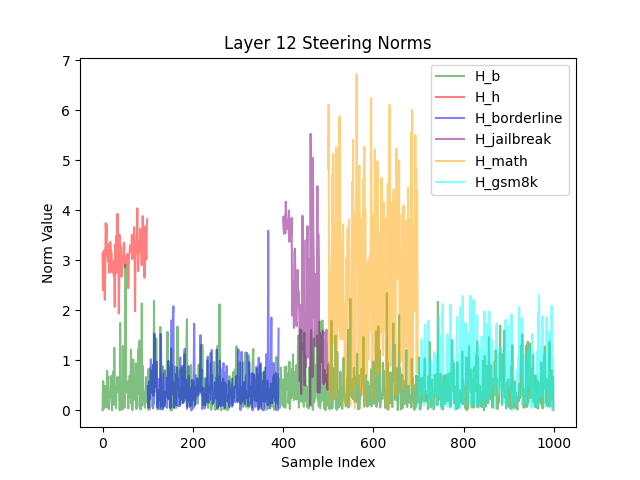 Layer 12 Steering Norms
7
6
5
4
3
2
1
0
Norm Value
H_b
H_h
H_borderline
H_jailbreak
H_math
H_gsm8k
0
200
400
600
800
1000
Sample Index